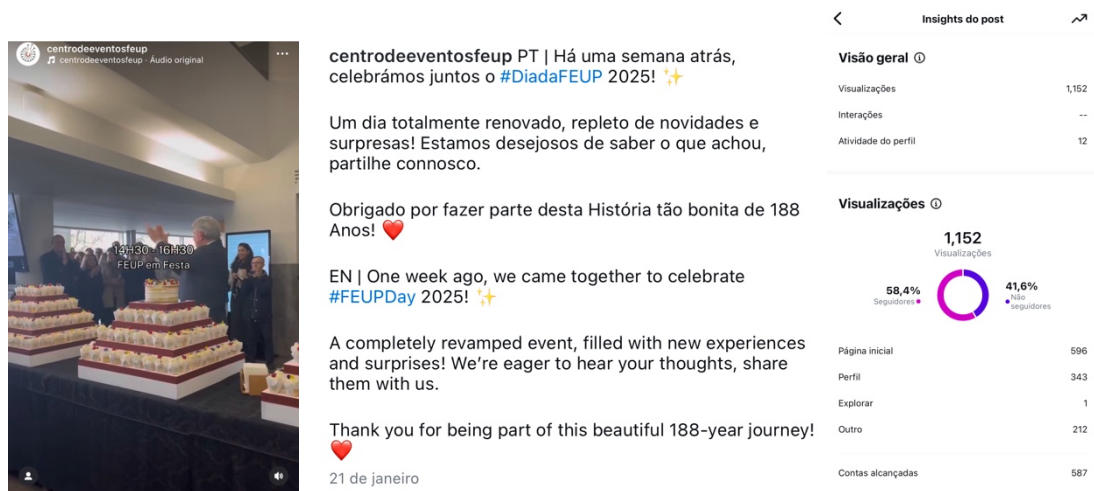 centrodeeventosfeup
centrodeeventosfeup · Áudio original
14H30 - 16H30
FEUP em Festa
centrodeeventosfeup PT | Há uma semana atrás,
celebrámos juntos o #DiadaFEUP 2025! ✨
Um dia totalmente renovado, repleto de novidades e
surpresas! Estamos desejosos de saber o que achou,
partilhe connosco.
Obrigado por fazer parte desta História tão bonita de 188
Anos! ❤️
EN | One week ago, we came together to celebrate
#FEUPDay 2025! ✨
A completely revamped event, filled with new experiences
and surprises! We’re eager to hear your thoughts, share
them with us.
Thank you for being part of this beautiful 188-year journey!
❤️
21 de janeiro
Insights do post
Visão geral
Visualizações 1,152
Interações --
Atividade do perfil 12
Visualizações
1,152
Visualizações
58,4%
Seguidores
41,6%
Não
seguidores
Página inicial 596
Perfil 343
Explorar 1
Outro 212
Contas alcançadas 587